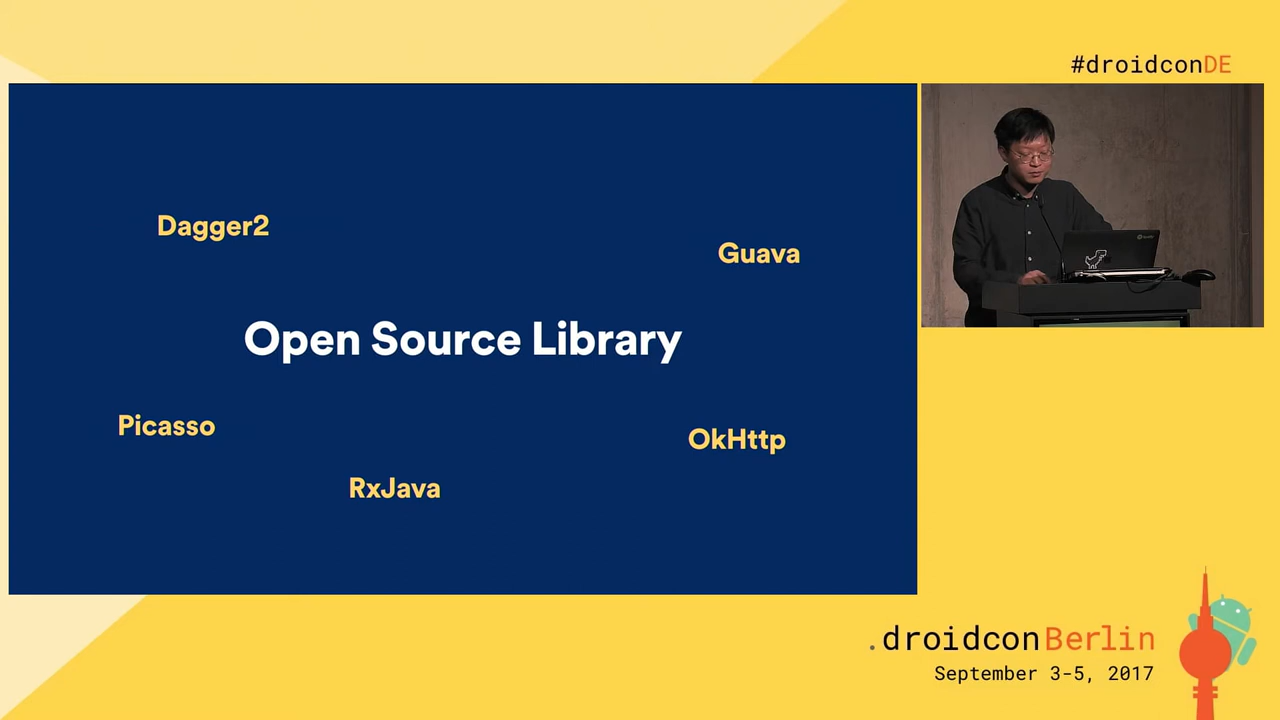 #droidconDE
Dagger2
Guava
Open Source Library
Picasso
OkHttp
RxJava
.droidconBerlin
September 3-5, 2017